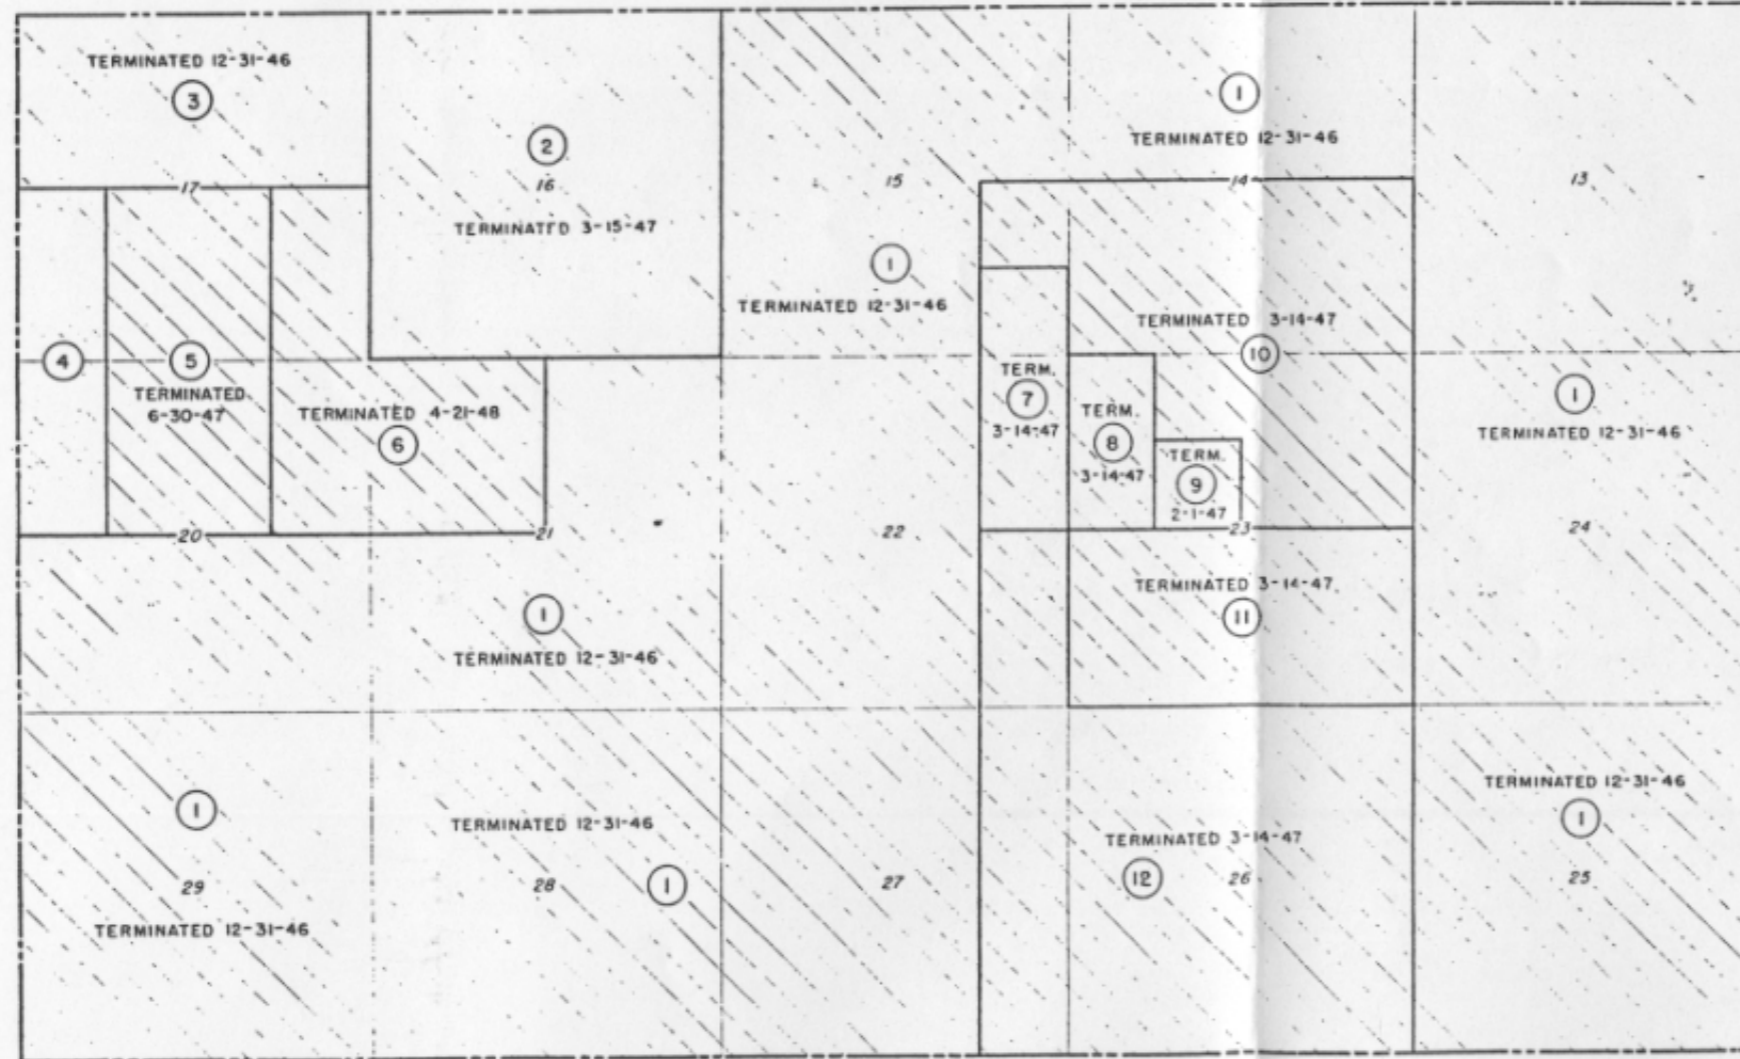 TERMINATED 12-31-46
3
17
2
16
TERMINATED 3-15-47
15
1
TERMINATED 12-31-46
1
TERMINATED 12-31-46
14
13
4
5
TERMINATED
6-30-47
TERMINATED 4-21-48
6
20
21
22
TERM.
7
3-14-47
TERM.
8
3-14-47
TERM.
9
2-1-47
TERMINATED 3-14-47
10
23
1
TERMINATED 12-31-46
24
1
TERMINATED 12-31-46
TERMINATED 3-14-47
11
1
29
TERMINATED 12-31-46
TERMINATED 12-31-46
28
1
27
TERMINATED 3-14-47
12
26
TERMINATED 12-31-46
1
25